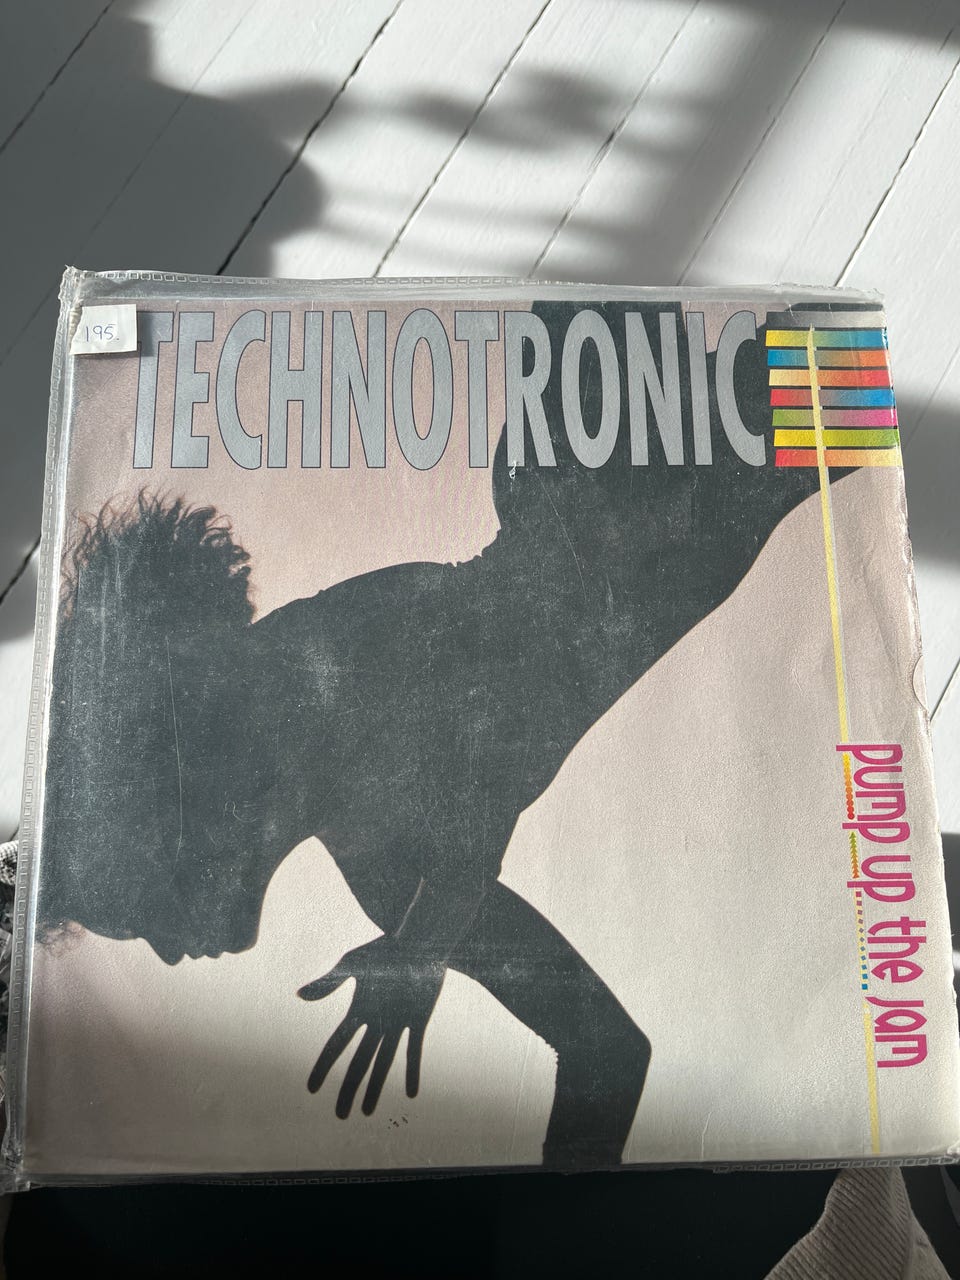 195.
TECHNOTRONIC
pump up the jam